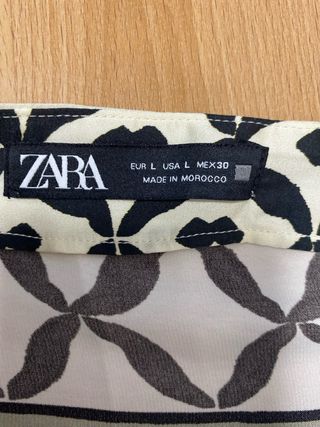 ZARA
EUR L USA L MEX 30
MADE IN MOROCCO